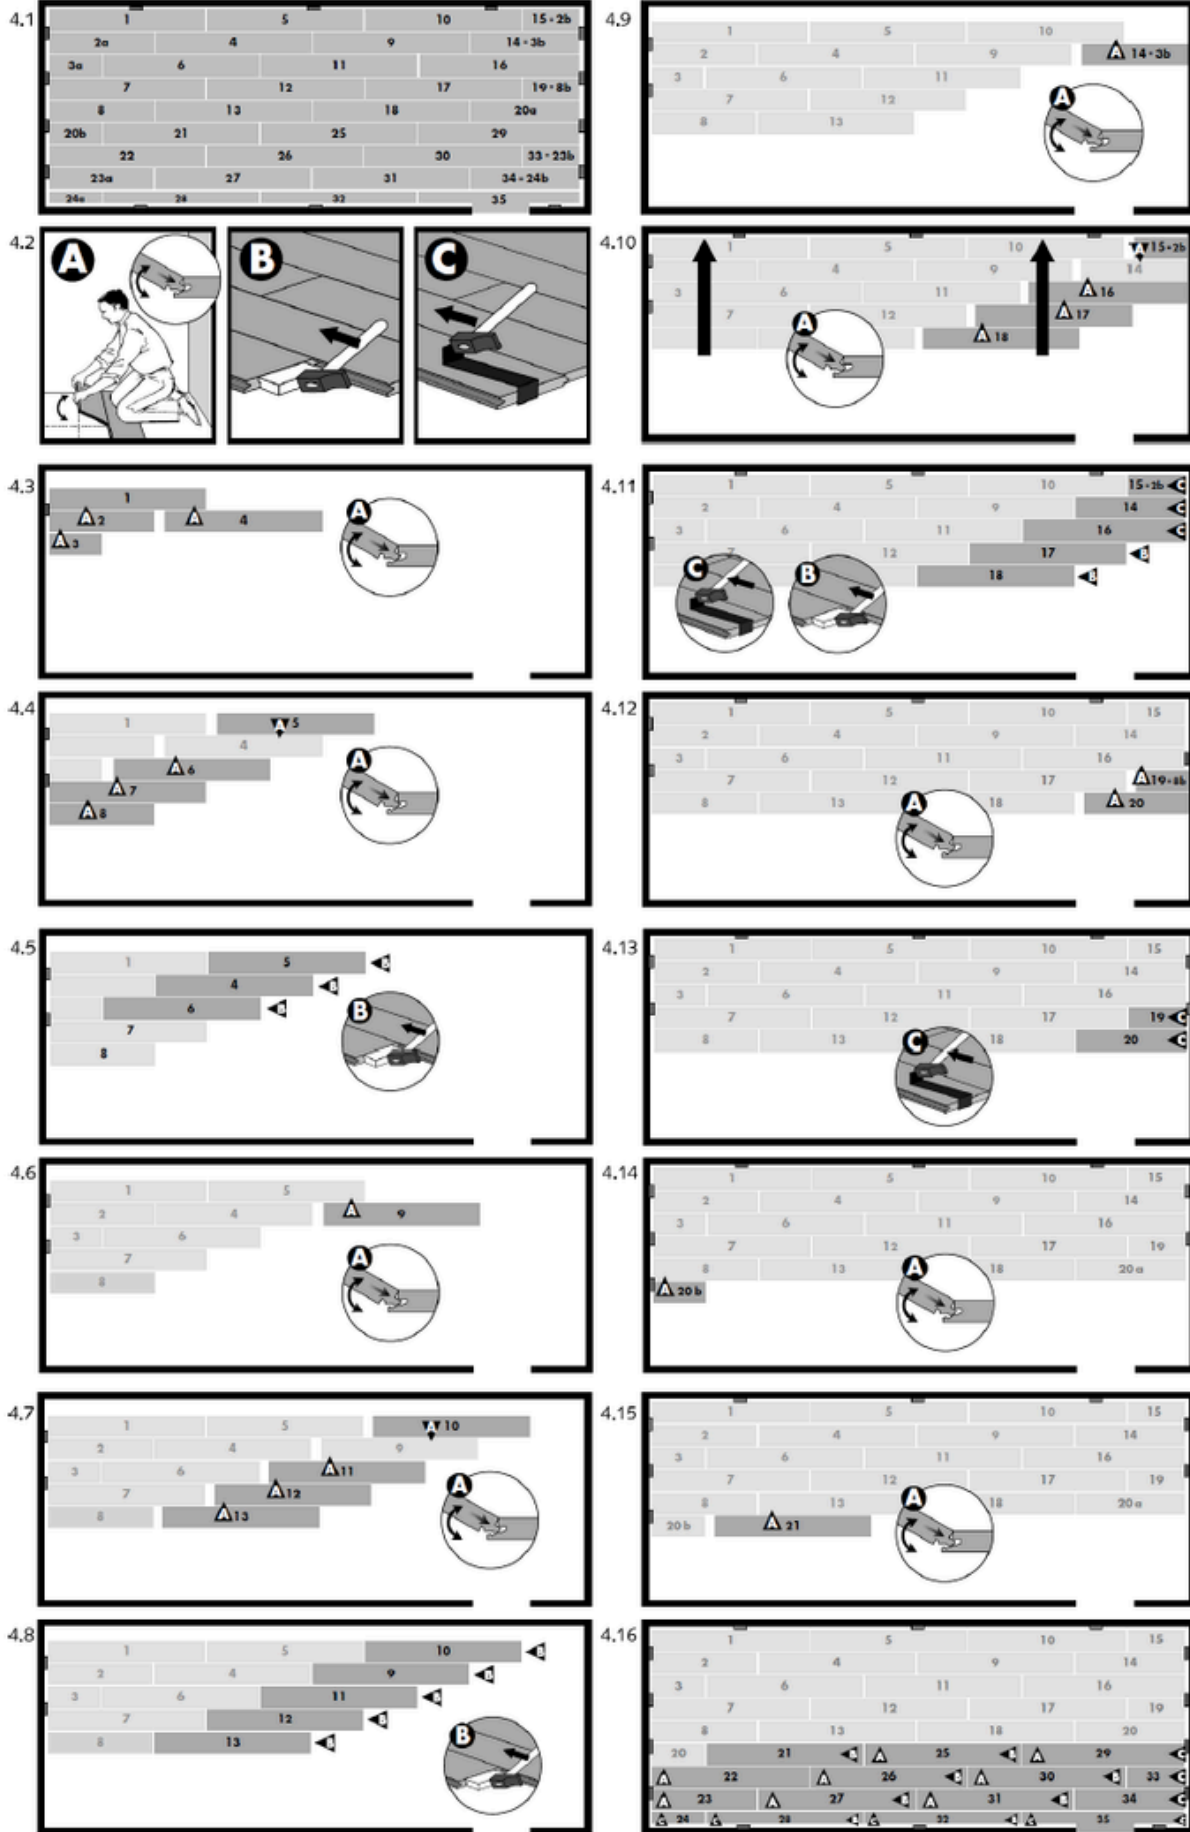 4.1
1 5 10 15 - 2b
2a 4 9 14 - 3b
3a 6 11 16
7 12 17 19 - 8b
8 13 18 20a
20b 21 25 29
22 26 30 33 - 23b
23a 27 31 34 - 24b
24a 28 32 35
4.2
A B C
4.3
1
A 2 A 4 A
A 3
4.4
1 A 5
4
A 6 A
A 7
A 8
4.5
1 5 B
4 B
6 B B
7
8
4.6
1 5
2 4 A 9
3 6
7 A
8
4.7
1 5 A 10
2 4 9
3 6 A 11
7 A 12 A
8 A 13
4.8
1 5 10 B
2 4 9 B
3 6 11 B
7 12 B
8 13 B B
4.9
1 5 10
2 4 9 A 14 - 3b
3 6 11
7 12 A
8 13
4.10
1 5 10 A 15 - 2b
4 9 14
3 6 11 A 16
7 12 A 17
A A 18
4.11
1 5 10 15 - 2b C
2 4 9 14 C
3 6 11 16 C
7 12 17 B
C B 18 B
4.12
1 5 10 15
2 4 9 14
3 6 11 16
7 12 17 A 19 - 8b
8 13 A 18 A 20
4.13
1 5 10 15
2 4 9 14
3 6 11 16
7 12 17 19 C
8 13 C 18 20 C
4.14
1 5 10 15
2 4 9 14
3 6 11 16
7 12 17 19
8 13 A 18 20 a
A 20 b
4.15
1 5 10 15
2 4 9 14
3 6 11 16
7 12 17 19
8 13 A 18 20 a
20 b A 21
4.16
1 5 10 15
2 4 9 14
3 6 11 16
7 12 17 19
8 13 18 20
20 21 B A 25 B A 29 C
A 22 A 26 B A 30 B 33 C
A 23 A 27 B A 31 B 34 C
24 28 32 35